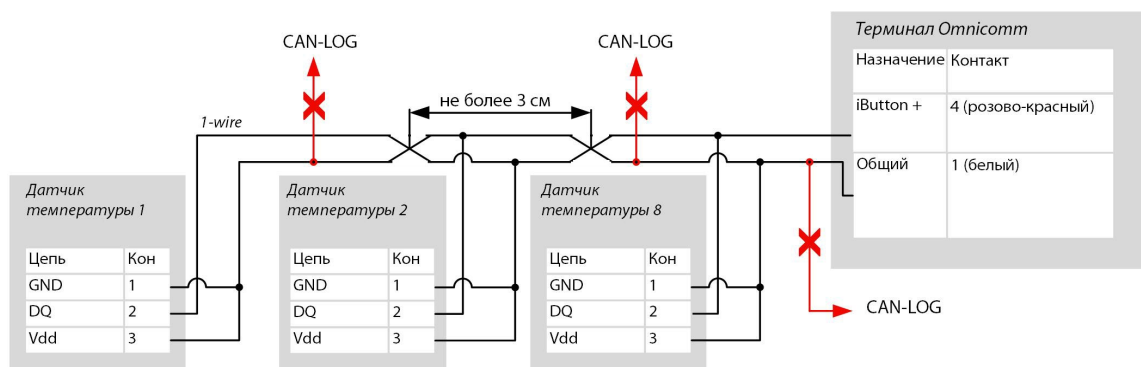 CAN-LOG
CAN-LOG
Терминал Omnicomm
Назначение Контакт
не более 3 см
iButton + 4 (розово-красный)
1-wire
Общий 1 (белый)
Датчик
температуры 1
Датчик
температуры 2
Датчик
температуры 8
Цепь Кон
GND 1
DQ 2
Vdd 3
Цепь Кон
GND 1
DQ 2
Vdd 3
Цепь Кон
GND 1
DQ 2
Vdd 3
CAN-LOG